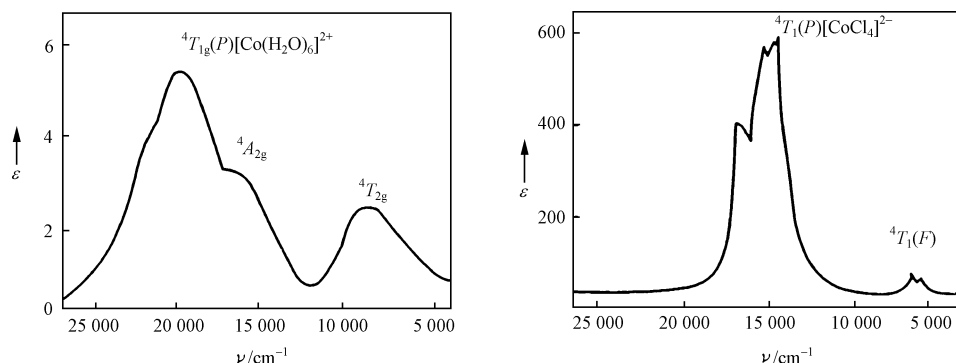 ⁴T₁g(P)[Co(H₂O)₆]²⁺
⁴A₂g
⁴T₂g
6
4
2
0
ε
25 000 20 000 15 000 10 000 5 000
ν/cm⁻¹
⁴T₁(P)[CoCl₄]²⁻
⁴T₁(F)
600
400
200
ε
25 000 20 000 15 000 10 000 5 000
ν/cm⁻¹